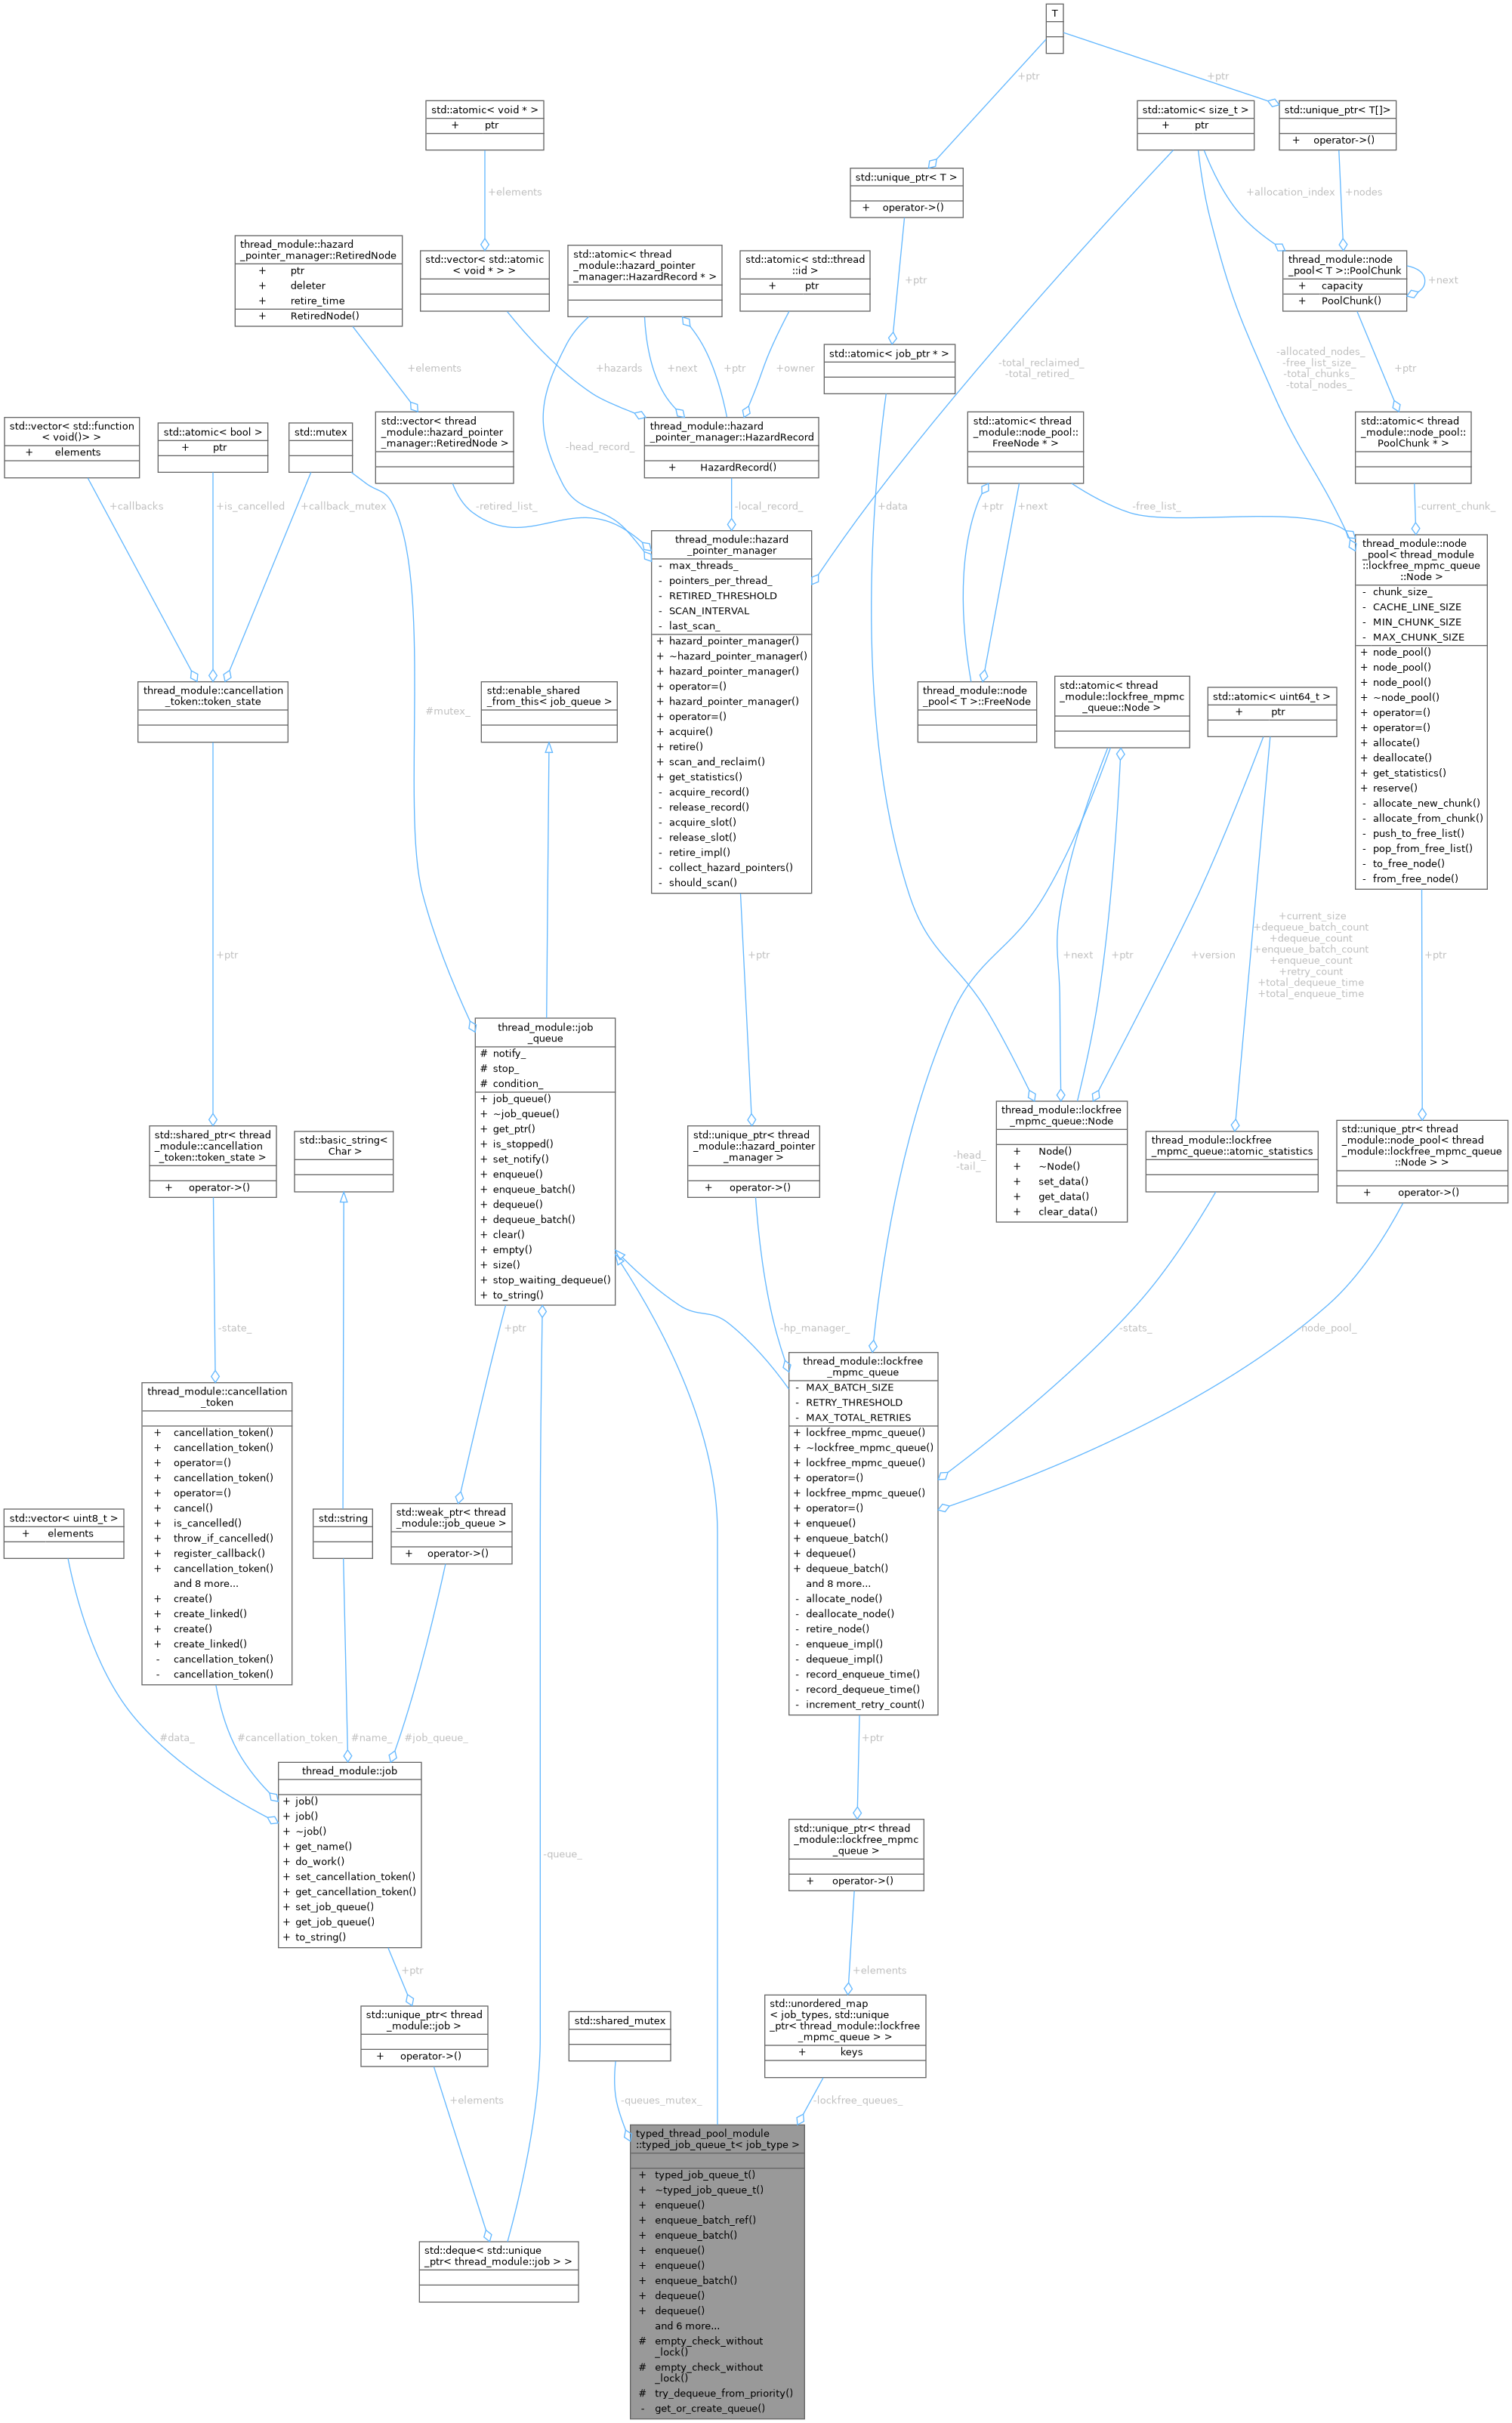 T
+ptr
+ptr
std::atomic< void * >
+ ptr
std::atomic< size_t >
+ ptr
std::unique_ptr< T[]>
+ operator->()
std::unique_ptr< T >
+ operator->()
+elements
+allocation_index
+nodes
thread_module::hazard
_pointer_manager::RetiredNode
+ ptr
+ deleter
+ retire_time
+ RetiredNode()
std::vector< std::atomic
< void * > >
std::atomic< thread
_module::hazard_pointer
_manager::HazardRecord * >
std::atomic< std::thread
::id >
+ ptr
+ptr
thread_module::node
_pool< T >::PoolChunk
+ capacity
+ PoolChunk()
+next
std::atomic< job_ptr * >
+elements
+hazards
+next
+ptr
+owner
-total_reclaimed_
-total_retired_
-allocated_nodes_
-free_list_size_
-total_chunks_
-total_nodes_
+ptr
std::vector< std::function
< void()> >
+ elements
std::atomic< bool >
+ ptr
std::mutex
std::vector< thread
_module::hazard_pointer
_manager::RetiredNode >
-head_record_
thread_module::hazard
_pointer_manager::HazardRecord
+ HazardRecord()
std::atomic< thread
_module::node_pool::
FreeNode * >
std::atomic< thread
_module::node_pool::
PoolChunk * >
+callbacks
+is_cancelled
+callback_mutex
-retired_list_
-local_record_
+data
+ptr
+next
-free_list_
-current_chunk_
thread_module::hazard
_pointer_manager
- max_threads_
- pointers_per_thread_
- RETIRED_THRESHOLD
- SCAN_INTERVAL
- last_scan_
+ hazard_pointer_manager()
+ ~hazard_pointer_manager()
+ hazard_pointer_manager()
+ operator=()
+ hazard_pointer_manager()
+ operator=()
+ acquire()
+ retire()
+ scan_and_reclaim()
+ get_statistics()
- acquire_record()
- release_record()
- acquire_slot()
- release_slot()
- retire_impl()
- collect_hazard_pointers()
- should_scan()
thread_module::node
_pool< thread_module
::lockfree_mpmc_queue
::Node >
- chunk_size_
- CACHE_LINE_SIZE
- MIN_CHUNK_SIZE
- MAX_CHUNK_SIZE
+ node_pool()
+ node_pool()
+ node_pool()
+ ~node_pool()
+ operator=()
+ operator=()
+ allocate()
+ deallocate()
+ get_statistics()
+ reserve()
- allocate_new_chunk()
- allocate_from_chunk()
- push_to_free_list()
- pop_from_free_list()
- to_free_node()
- from_free_node()
thread_module::cancellation
_token::token_state
#mutex_
std::enable_shared
_from_this< job_queue >
thread_module::node
_pool< T >::FreeNode
std::atomic< thread
_module::lockfree_mpmc
_queue::Node >
std::atomic< uint64_t >
+ ptr
+ptr
+ptr
+next
+ptr
+version
+current_size
+dequeue_batch_count
+dequeue_count
+enqueue_batch_count
+enqueue_count
+retry_count
+total_dequeue_time
+total_enqueue_time
+ptr
thread_module::job
_queue
# notify_
# stop_
# condition_
+ job_queue()
+ ~job_queue()
+ get_ptr()
+ is_stopped()
+ set_notify()
+ enqueue()
+ enqueue_batch()
+ dequeue()
+ dequeue_batch()
+ clear()
+ empty()
+ size()
+ stop_waiting_dequeue()
+ to_string()
std::shared_ptr< thread
_module::cancellation
_token::token_state >
+ operator->()
std::basic_string<
Char >
std::unique_ptr< thread
_module::hazard_pointer
_manager >
+ operator->()
-head_
-tail_
thread_module::lockfree
_mpmc_queue::Node
+ Node()
+ ~Node()
+ set_data()
+ get_data()
+ clear_data()
thread_module::lockfree
_mpmc_queue::atomic_statistics
std::unique_ptr< thread
_module::node_pool< thread
_module::lockfree_mpmc_queue
::Node > >
+ operator->()
-state_
+ptr
-hp_manager_
-stats_
-node_pool_
thread_module::cancellation
_token
+ cancellation_token()
+ cancellation_token()
+ operator=()
+ cancellation_token()
+ operator=()
+ cancel()
+ is_cancelled()
+ throw_if_cancelled()
+ register_callback()
+ cancellation_token()
and 8 more...
+ create()
+ create_linked()
+ create()
+ create_linked()
- cancellation_token()
- cancellation_token()
thread_module::lockfree
_mpmc_queue
- MAX_BATCH_SIZE
- RETRY_THRESHOLD
- MAX_TOTAL_RETRIES
+ lockfree_mpmc_queue()
+ ~lockfree_mpmc_queue()
+ lockfree_mpmc_queue()
+ operator=()
+ lockfree_mpmc_queue()
+ operator=()
+ enqueue()
+ enqueue_batch()
+ dequeue()
+ dequeue_batch()
and 8 more...
- allocate_node()
- deallocate_node()
- retire_node()
- enqueue_impl()
- dequeue_impl()
- record_enqueue_time()
- record_dequeue_time()
- increment_retry_count()
std::vector< uint8_t >
+ elements
std::string
std::weak_ptr< thread
_module::job_queue >
+ operator->()
#data_
#cancellation_token_
#name_
#job_queue_
+ptr
thread_module::job
+ job()
+ job()
+ ~job()
+ get_name()
+ do_work()
+ set_cancellation_token()
+ get_cancellation_token()
+ set_job_queue()
+ get_job_queue()
+ to_string()
-queue_
std::unique_ptr< thread
_module::lockfree_mpmc
_queue >
+ operator->()
+ptr
+elements
std::unique_ptr< thread
_module::job >
+ operator->()
std::shared_mutex
std::unordered_map
< job_types, std::unique
_ptr< thread_module::lockfree
_mpmc_queue > >
+ keys
+elements
-queues_mutex_
-lockfree_queues_
std::deque< std::unique
_ptr< thread_module::job > >
typed_thread_pool_module
::typed_job_queue_t< job_type >
+ typed_job_queue_t()
+ ~typed_job_queue_t()
+ enqueue()
+ enqueue_batch_ref()
+ enqueue_batch()
+ enqueue()
+ enqueue()
+ enqueue_batch()
+ dequeue()
+ dequeue()
and 6 more...
# empty_check_without
_lock()
# empty_check_without
_lock()
# try_dequeue_from_priority()
- get_or_create_queue()